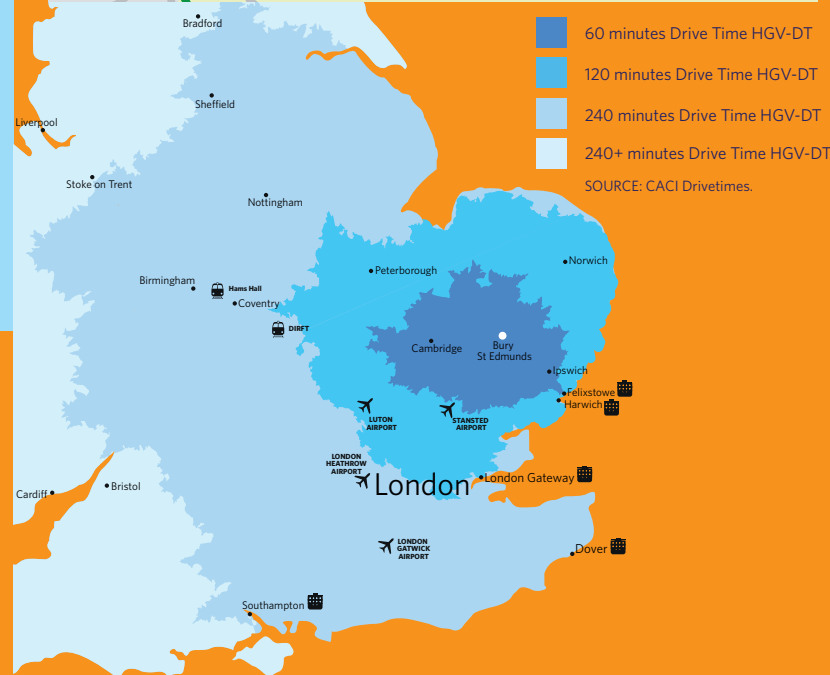 Bradford
60 minutes Drive Time HGV-DT
120 minutes Drive Time HGV-DT
240 minutes Drive Time HGV-DT
240+ minutes Drive Time HGV-DT
SOURCE: CACI Drivetimes.
Sheffield
Liverpool
Stoke on Trent
Nottingham
Norwich
Peterborough
Birmingham
Hams Hall
Coventry
DIRFT
Cambridge
Bury
St Edmunds
Ipswich
Felixstowe
Harwich
LUTON
AIRPORT
STANSTED
AIRPORT
LONDON
HEATHROW
AIRPORT
London
London Gateway
Cardiff
Bristol
LONDON
GATWICK
AIRPORT
Dover
Southampton